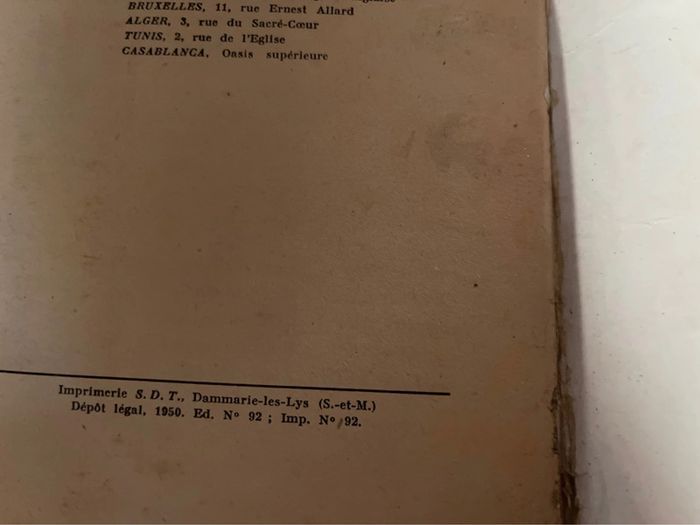 BRUXELLES, 11, rue Ernest Allard
ALGER, 3, rue du Sacré-Cœur
TUNIS, 2, rue de l'Eglise
CASABLANCA, Oasis supérieure
Imprimerie S. D. T., Dammarie-les-Lys (S.-et-M.)
Dépôt légal, 1950. Ed. N° 92 ; Imp. N° 92.